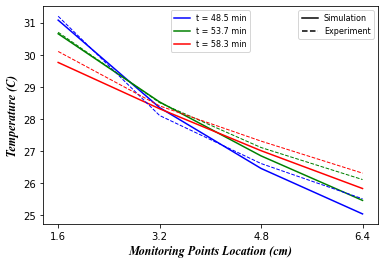 31
30
29
28
27
26
25
Temperature (C)
t = 48.5 min
t = 53.7 min
t = 58.3 min
Simulation
Experiment
1.6 3.2 4.8 6.4
Monitoring Points Location (cm)